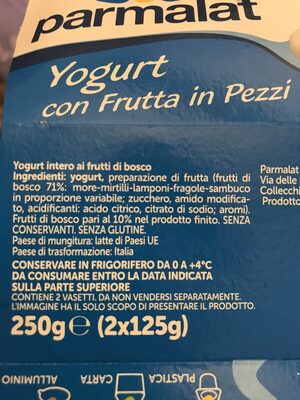 parmalat
Yogurt
con Frutta in Pezzi
Yogurt intero ai frutti di bosco
Ingredienti: yogurt, preparazione di frutta (frutti di
bosco 71%: more-mirtilli-lamponi-fragole-sambuco
in proporzione variabile; zucchero, amido modifica-
to, acidificanti: acido citrico, citrato di sodio; aromi).
Frutti di bosco pari al 10% nel prodotto finito. SENZA
CONSERVANTI. SENZA GLUTINE.
Paese di mungitura: latte di Paesi UE
Paese di trasformazione: Italia
CONSERVARE IN FRIGORIFERO DA 0 A +4°C
DA CONSUMARE ENTRO LA DATA INDICATA
SULLA PARTE SUPERIORE
CONTIENE 2 VASETTI. DA NON VENDERSI SEPARATAMENTE.
L'IMMAGINE HA IL SOLO SCOPO DI PRESENTARE IL PRODOTTO.
250g℮ (2x125g)
Parmalat
Via delle
Collecchi
Prodotto
PLASTICA
CARTA
ALLUMINIO